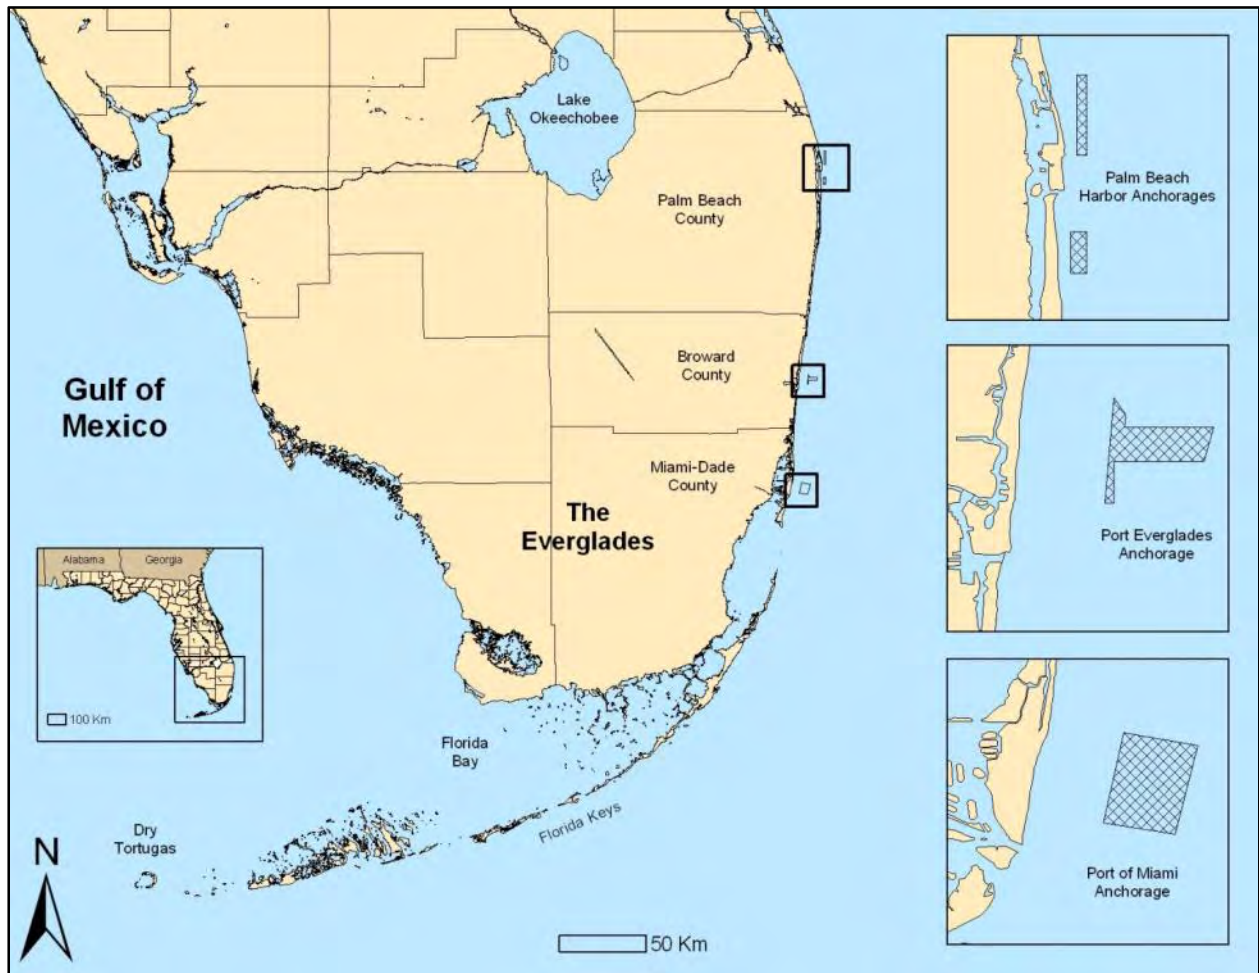 Lake
Okeechobee
Palm Beach
County
Palm Beach
Harbor Anchorages
Broward
County
Gulf of
Mexico
Miami-Dade
County
The
Everglades
Port Everglades
Anchorage
Alabama
Georgia
100 Km
Florida
Bay
Florida Keys
Dry
Tortugas
N
50 Km
Port of Miami
Anchorage